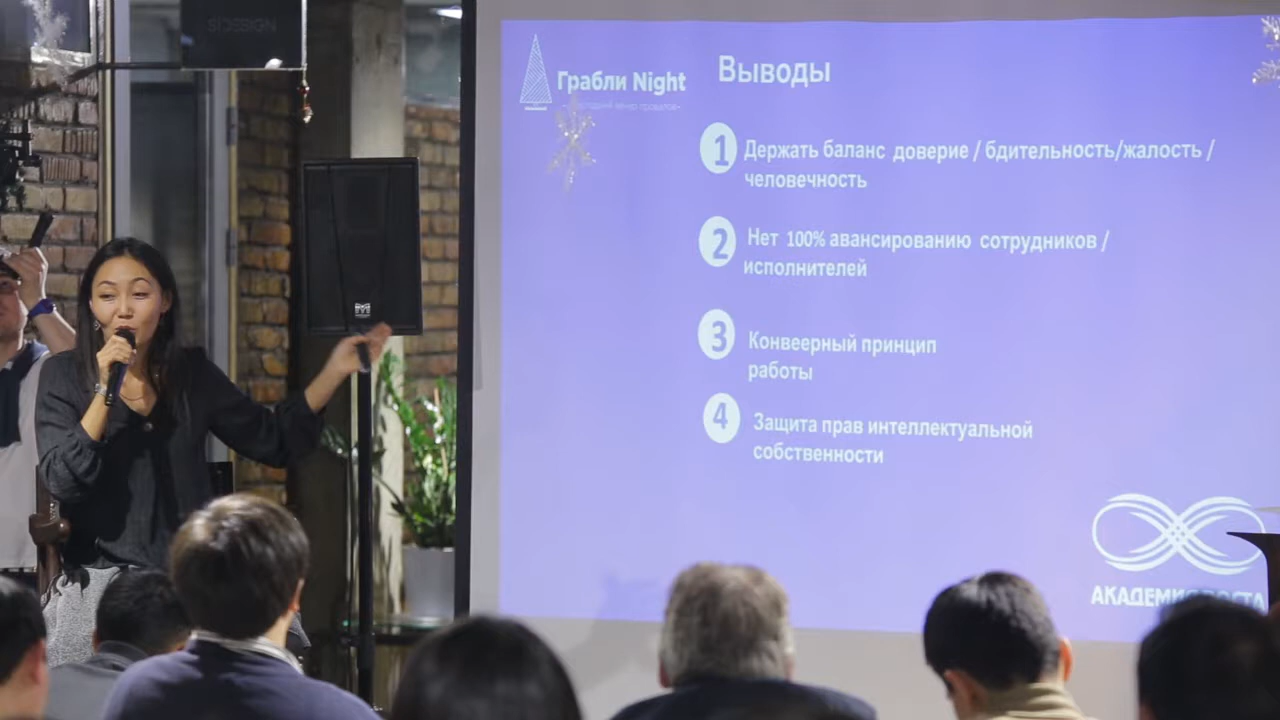 Грабли Night
Выводы
1
Держать баланс доверие / бдительность/жалость /
человечность
2
Нет 100% авансированию сотрудников /
исполнителей
3
Конвеерный принцип
работы
4
Защита прав интеллектуальной
собственности